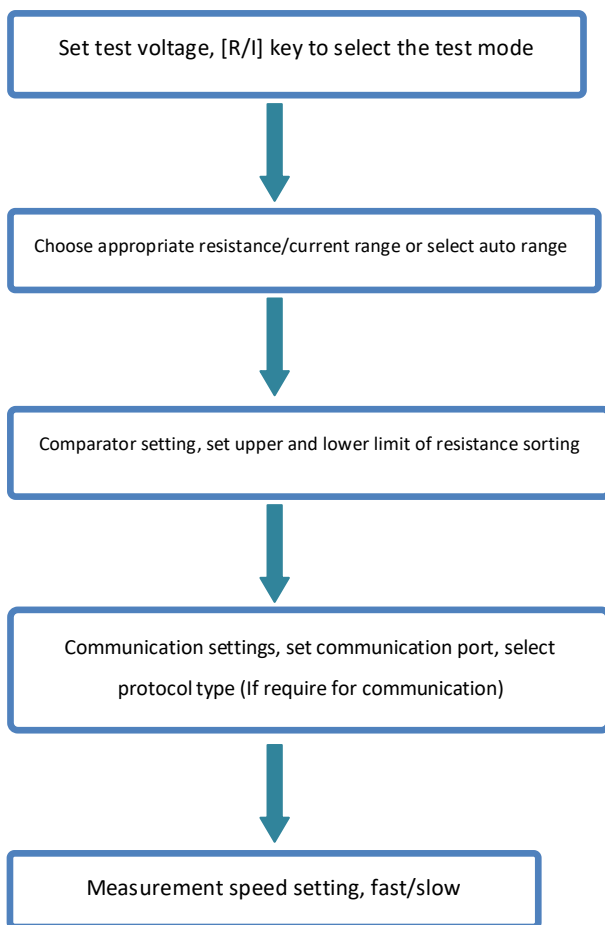 Set test voltage, [R/I] key to select the test mode
Choose appropriate resistance/current range or select auto range
Comparator setting, set upper and lower limit of resistance sorting
Communication settings, set communication port, select
protocol type (If require for communication)
Measurement speed setting, fast/slow